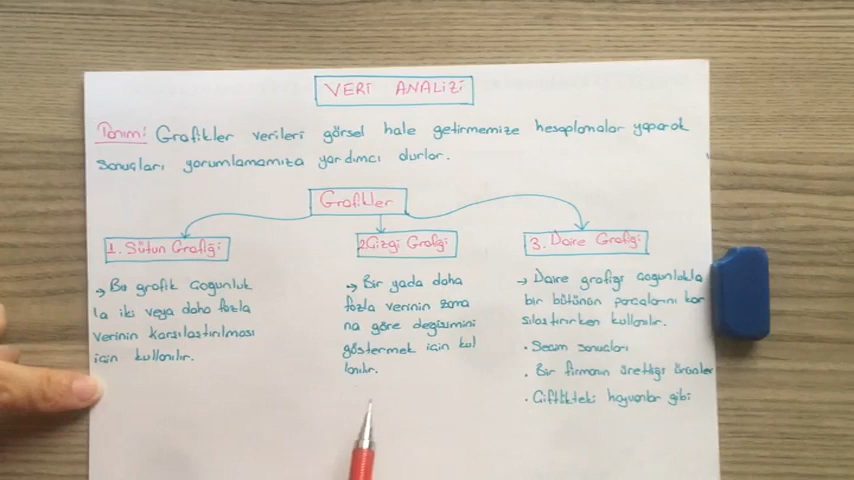 VERİ ANALİZİ
Tanım: Grafikler verileri görsel hale getirmemize hesaplamalar yaparak
sonuçları yorumlamamıza yardımcı durlar.
Grafikler
1. Sütun Grafiği
→ Bu grafik çoğunluk
la iki veya daha fazla
verinin karşılaştırılması
için kullanılır.
2 Çizgi Grafiği
→ Bir yada daha
fazla verinin zama
na göre değişimini
göstermek için kul
lanılır.
3. Daire Grafiği
→ Daire grafiği çoğunlukla
bir bütünün parçalarını kar
şılaştırırken kullanılır.
• Seçim sonuçları
• Bir firmanın ürettiği ürünler
• Çiftlikteki hayvanlar gibi